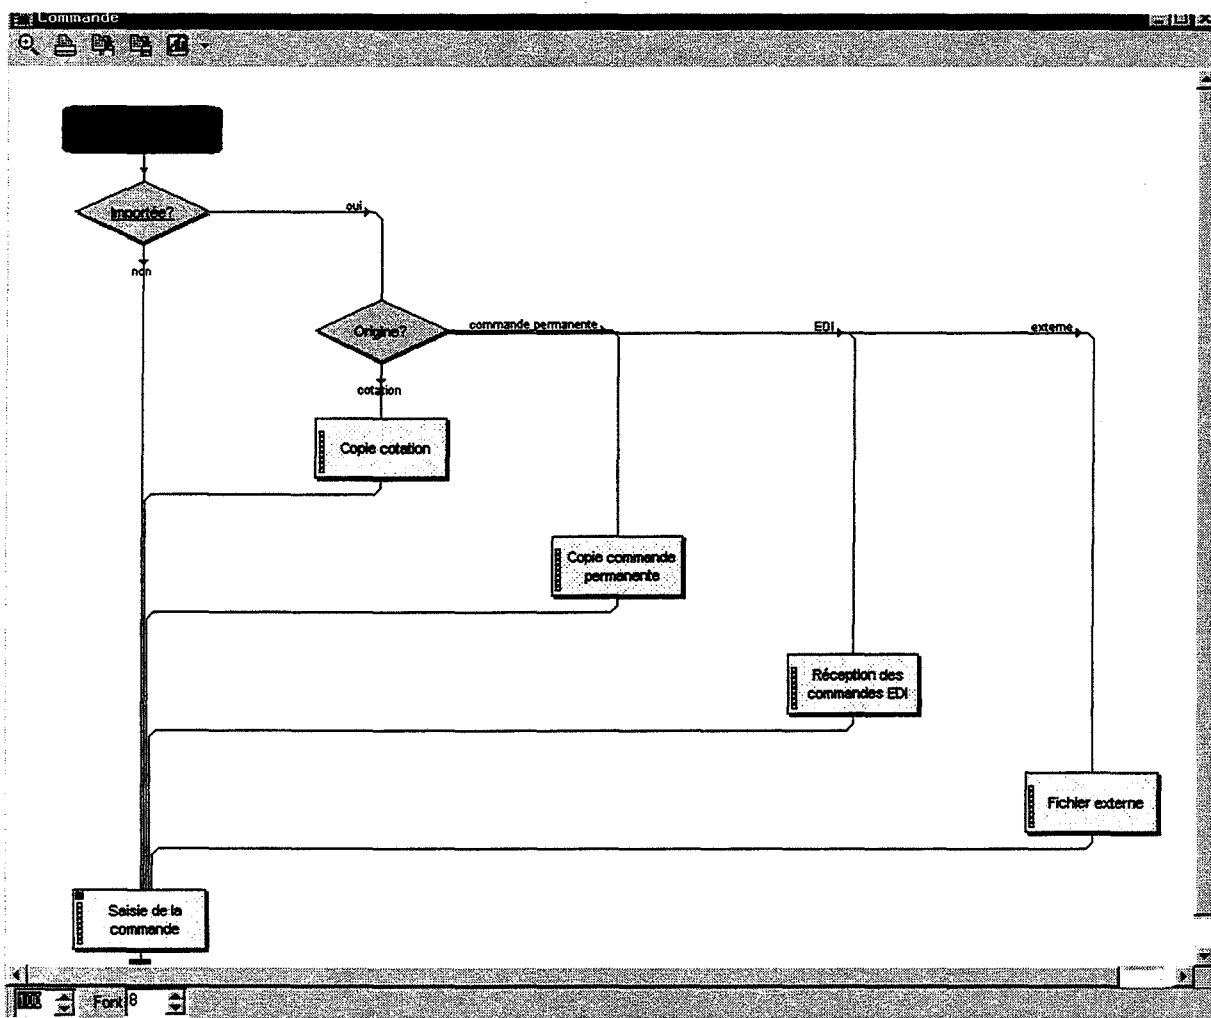 Commande
Importée?
oui
non
Origine?
commande permanente
EDI
externe
cotation
Copie cotation
Copie commande
permanente
Réception des
commandes EDI
Fichier externe
Saisie de la
commande
Font 8